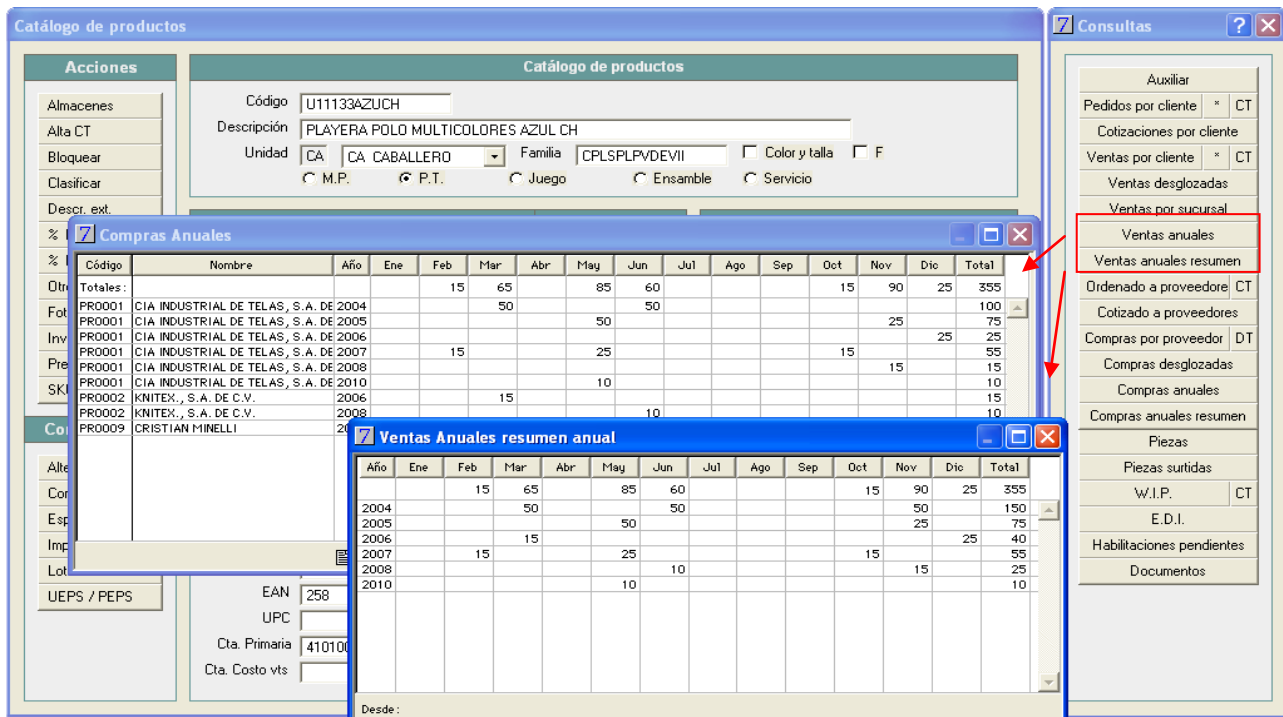 Catálogo de productos
Acciones
Almacenes
Alta CT
Bloquear
Clasificar
Descr. ext.
%
%
UEPS / PEPS
Catálogo de productos
Código U11133AZUCH
Descripción PLAYERA POLO MULTICOLORES AZUL CH
Unidad CA CA CABALLERO Familia CPLSPLPVDEVII Color y talla F
M.P. P.T. Juego Ensamble Servicio
EAN 258
UPC
Cta. Primaria
Cta. Costo vts
7 Compras Anuales
Código Nombre Año Ene Feb Mar Abr May Jun Jul Ago Sep Oct Nov Dic Total
Totales: 15 65 85 60 15 90 25 355
PR0001 CIA INDUSTRIAL DE TELAS, S.A. DE 2004 50 50 100
PR0001 CIA INDUSTRIAL DE TELAS, S.A. DE 2005 50 25 75
PR0001 CIA INDUSTRIAL DE TELAS, S.A. DE 2006 25 25
PR0001 CIA INDUSTRIAL DE TELAS, S.A. DE 2007 15 25 15 55
PR0001 CIA INDUSTRIAL DE TELAS, S.A. DE 2008 15 15
PR0001 CIA INDUSTRIAL DE TELAS, S.A. DE 2010 10 10
PR0002 KNITEX., S.A. DE C.V. 2006 15 15
PR0002 KNITEX., S.A. DE C.V. 2008 10 10
PR0009 CRISTIAN MINELLI
7 Ventas Anuales resumen anual
Año Ene Feb Mar Abr May Jun Jul Ago Sep Oct Nov Dic Total
15 65 85 60 15 90 25 355
2004 50 50 50 150
2005 50 25 75
2006 15 25 40
2007 15 25 15 55
2008 10 15 25
2010 10 10
Desde:
7 Consultas ?
Auxiliar
Pedidos por cliente * CT
Cotizaciones por cliente
Ventas por cliente * CT
Ventas desglozadas
Ventas por sucursal
Ventas anuales
Ventas anuales resumen
Ordenado a proveedore CT
Cotizado a proveedores
Compras por proveedor DT
Compras desglozadas
Compras anuales
Compras anuales resumen
Piezas
Piezas surtidas
W.I.P. CT
E.D.I.
Habilitaciones pendientes
Documentos